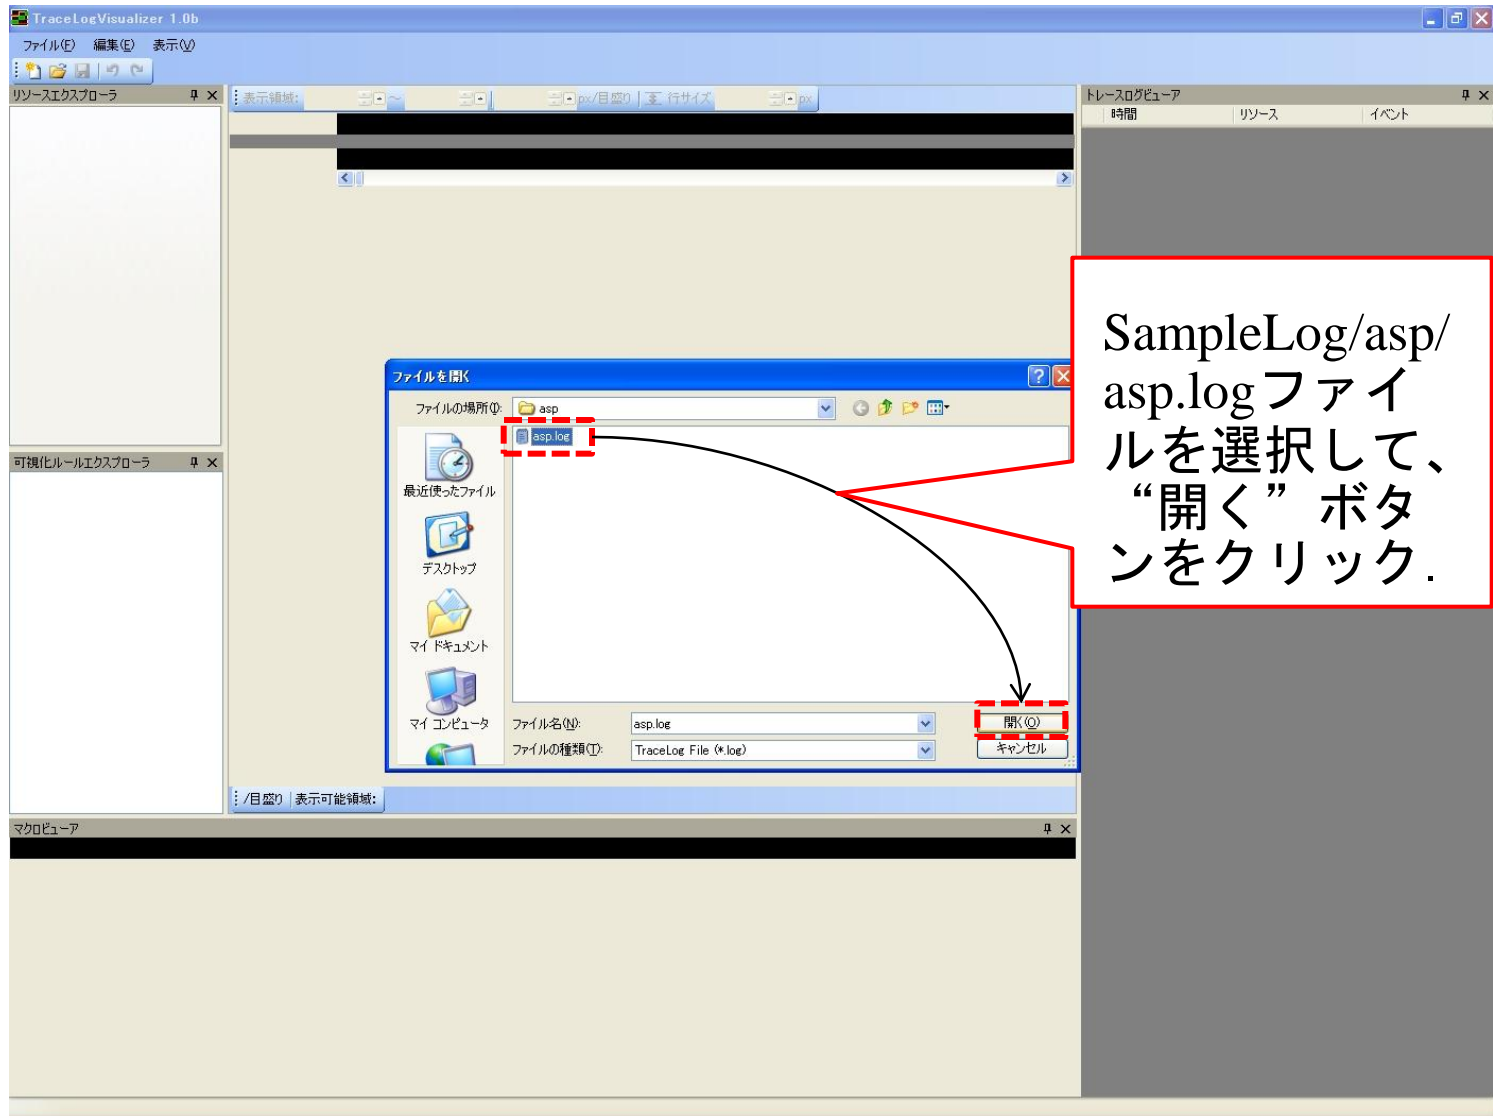 TraceLogVisualizer 1.0b
ファイル(F) 編集(E) 表示(V)
リソースエクスプローラ
表示領域: ～ px/目盛り 行サイズ px
トレースログビューア
時間 リソース イベント
SampleLog/asp/
asp.logファイ
ルを選択して、
“開く”ボタ
ンをクリック.
ファイルを開く
ファイルの場所(I): asp
asp.log
可視化ルールエクスプローラ
最近使ったファイル
デスクトップ
マイ ドキュメント
マイ コンピュータ
ファイル名(N): asp.log 開く(O)
ファイルの種類(T): TraceLog File (*.log) キャンセル
/目盛り 表示可能領域:
マクロビューア